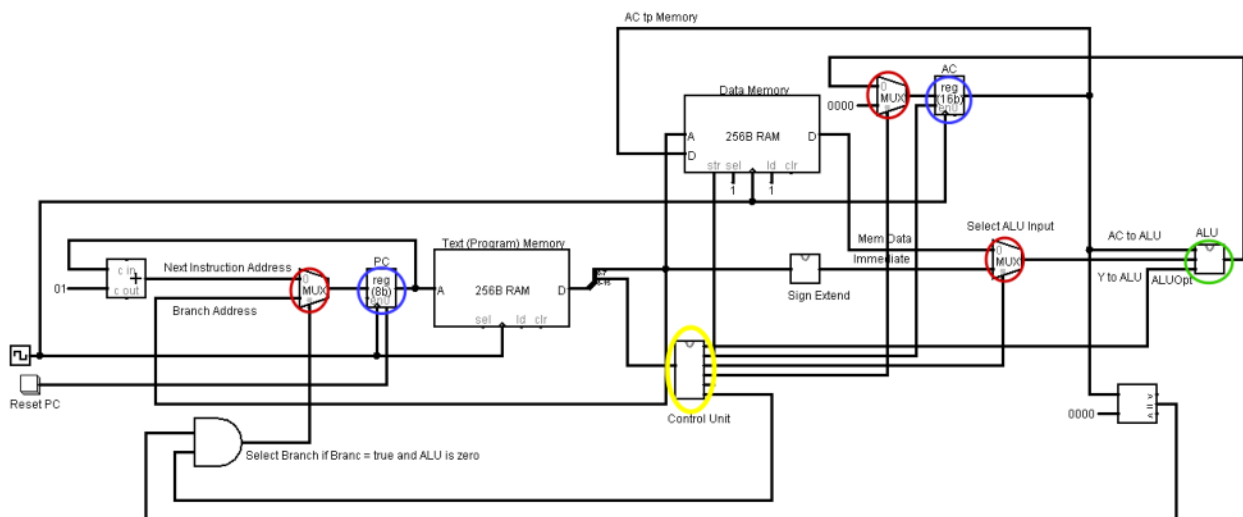 AC tp Memory
AC
0
MUX
reg
(16b)
en0
0000
Data Memory
A
256B RAM
D
D
str sel ld clr
1
1
Select ALU Input
Mem Data
0
ALU
AC to ALU
Immediate
MUX
Y to ALU
ALUOpt
Sign Extend
Text (Program) Memory
c in
+
c out
01
Next Instruction Address
0
MUX
PC
reg
(8b)
en0
A
256B RAM
D
sel ld clr
Branch Address
Reset PC
Control Unit
0000
>
=
<
Select Branch if Branc = true and ALU is zero